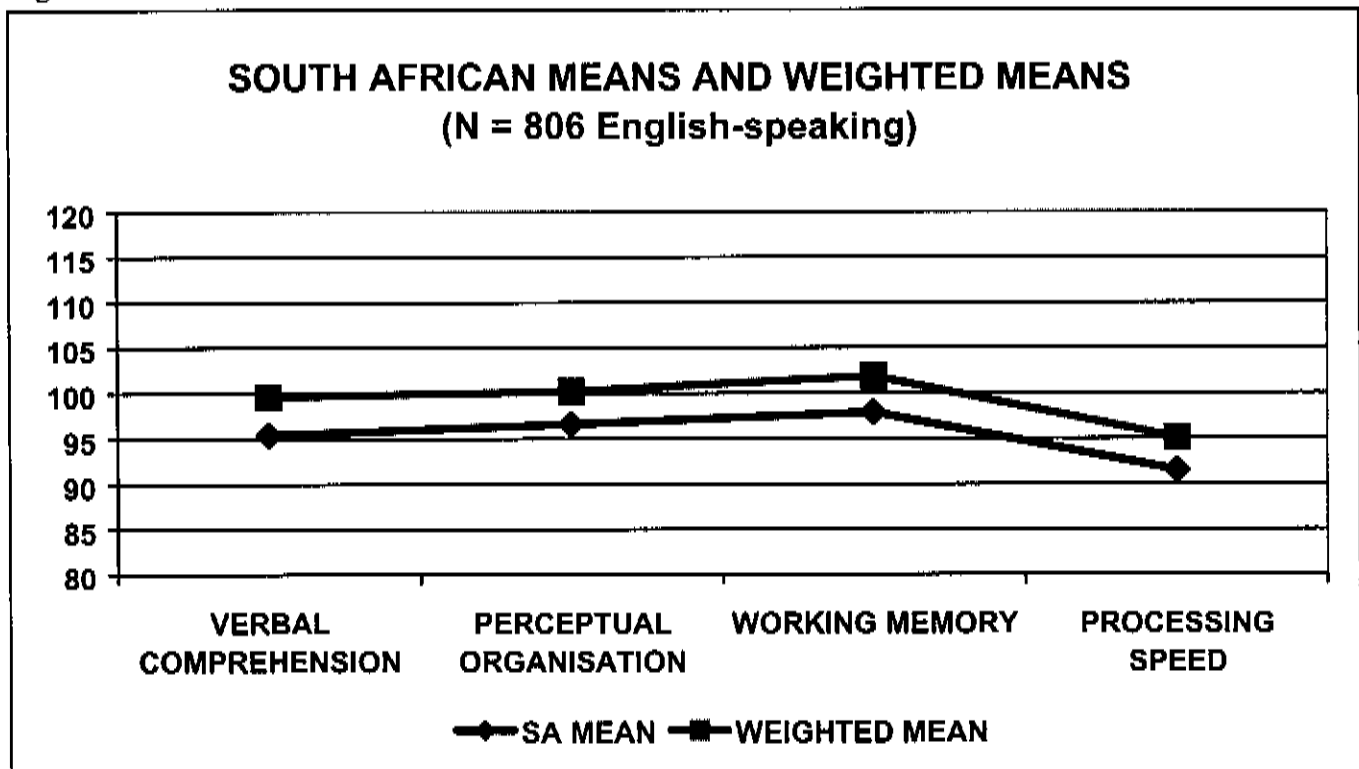 SOUTH AFRICAN MEANS AND WEIGHTED MEANS
(N = 806 English-speaking)
120
115
110
105
100
95
90
85
80
VERBAL COMPREHENSION
PERCEPTUAL ORGANISATION
WORKING MEMORY
PROCESSING SPEED
SA MEAN
WEIGHTED MEAN